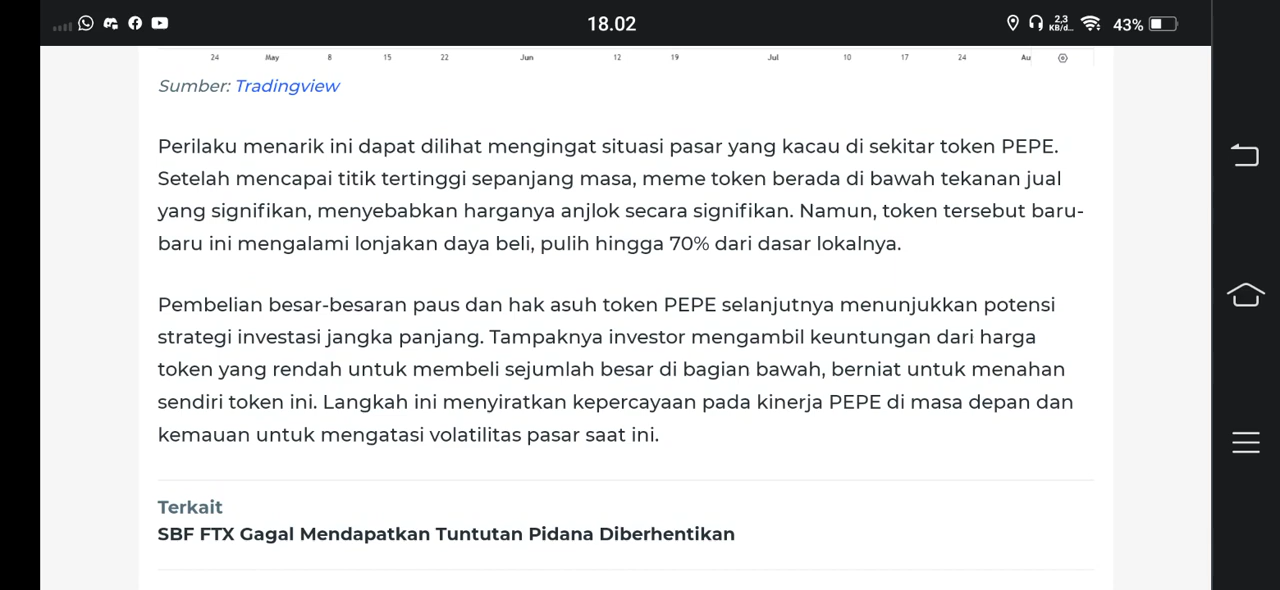 18.02
2,3
KB/d...
43%
24 May 8 15 22 Jun 12 19 Jul 10 17 24 Au
Sumber: Tradingview
Perilaku menarik ini dapat dilihat mengingat situasi pasar yang kacau di sekitar token PEPE.
Setelah mencapai titik tertinggi sepanjang masa, meme token berada di bawah tekanan jual
yang signifikan, menyebabkan harganya anjlok secara signifikan. Namun, token tersebut baru-
baru ini mengalami lonjakan daya beli, pulih hingga 70% dari dasar lokalnya.
Pembelian besar-besaran paus dan hak asuh token PEPE selanjutnya menunjukkan potensi
strategi investasi jangka panjang. Tampaknya investor mengambil keuntungan dari harga
token yang rendah untuk membeli sejumlah besar di bagian bawah, berniat untuk menahan
sendiri token ini. Langkah ini menyiratkan kepercayaan pada kinerja PEPE di masa depan dan
kemauan untuk mengatasi volatilitas pasar saat ini.
Terkait
SBF FTX Gagal Mendapatkan Tuntutan Pidana Diberhentikan